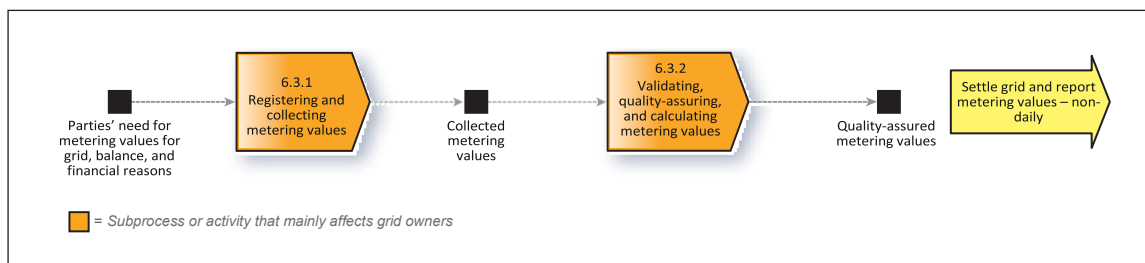 Parties' need for
metering values for
grid, balance, and
financial reasons
6.3.1
Registering and
collecting
metering values
Collected
metering
values
6.3.2
Validating,
quality-assuring,
and calculating
metering values
Quality-assured
metering values
Settle grid and report
metering values – non-
daily
= Subprocess or activity that mainly affects grid owners